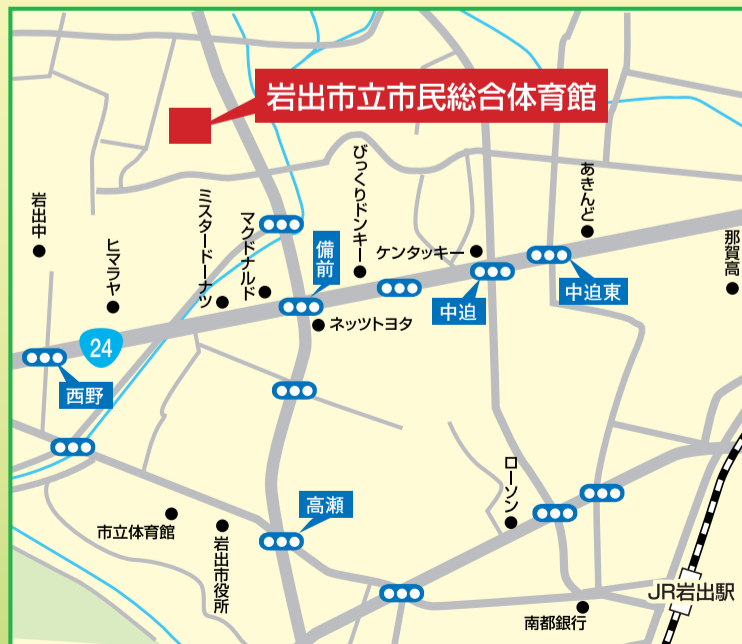 岩出市立市民総合体育館
岩出中
ヒマラヤ
ミスタードーナツ
マクドナルド
備前
びっくりドンキー
ケンタッキー
あきんど
那賀高
中迫
中迫東
ネッツトヨタ
24
西野
市立体育館
岩出市役所
高瀬
ローソン
南都銀行
JR岩出駅